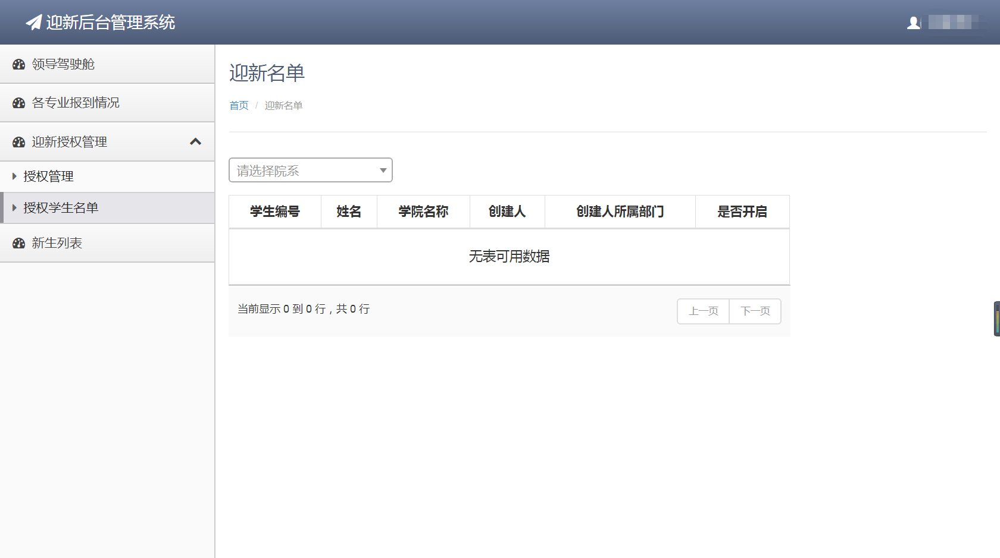 迎新后台管理系统
领导驾驶舱
各专业报到情况
迎新授权管理
授权管理
授权学生名单
新生列表
迎新名单
首页 / 迎新名单
请选择院系
学生编号 姓名 学院名称 创建人 创建人所属部门 是否开启
无表可用数据
当前显示 0 到 0 行，共 0 行
上一页 下一页